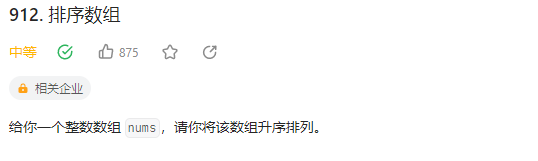 912. 排序数组
中等 875
相关企业
给你一个整数数组 nums，请你将该数组升序排列。